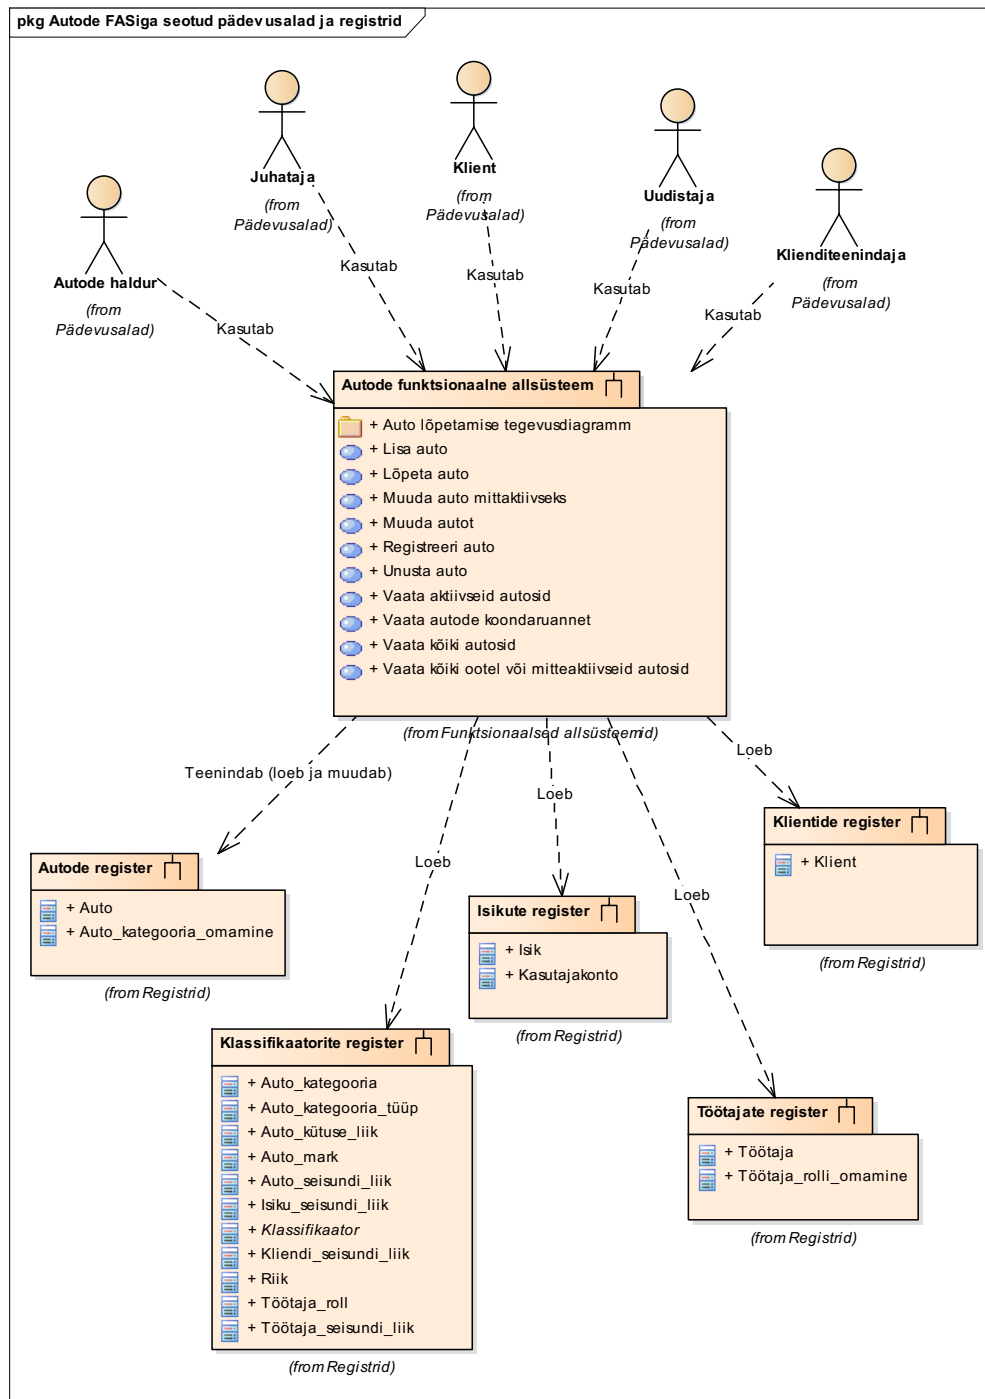 pkg Autode FASiga seotud pädevusalad ja registrid
Klient
(from
Pädevusalad)
Juhataja
(from
Pädevusalad)
Uudistaja
(from
Pädevusalad)
Klienditeenindaja
(from
Pädevusalad)
Autode haldur
(from
Pädevusalad)
Kasutab
Kasutab
Kasutab
Kasutab
Kasutab
Autode funktsionaalne allsüsteem
+ Auto lõpetamise tegevusdiagramm
+ Lisa auto
+ Lõpeta auto
+ Muuda auto mittaktiivseks
+ Muuda autot
+ Registreeri auto
+ Unusta auto
+ Vaata aktiivseid autosid
+ Vaata autode koondaruannet
+ Vaata kõiki autosid
+ Vaata kõiki ootel või mitteaktiivseid autosid
(from Funktsionaalsed allsüsteemid)
Teenindab (loeb ja muudab)
Loeb
Loeb
Loeb
Loeb
Klientide register
+ Klient
(from Registrid)
Autode register
+ Auto
+ Auto_kategooria_omamine
(from Registrid)
Isikute register
+ Isik
+ Kasutajakonto
(from Registrid)
Klassifikaatorite register
+ Auto_kategooria
+ Auto_kategooria_tüüp
+ Auto_kütuse_liik
+ Auto_mark
+ Auto_seisundi_liik
+ Isiku_seisundi_liik
+ Klassifikaator
+ Kliendi_seisundi_liik
+ Riik
+ Töötaja_roll
+ Töötaja_seisundi_liik
(from Registrid)
Töötajate register
+ Töötaja
+ Töötaja_rolli_omamine
(from Registrid)